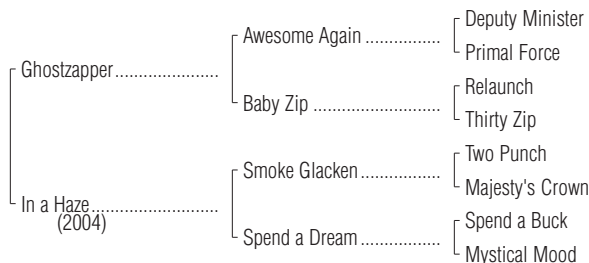 Deputy Minister
Awesome Again ................
Primal Force
Ghostzapper......................
Relaunch
Baby Zip ...........................
Thirty Zip
Two Punch
Smoke Glacken.................
Majesty's Crown
In a Haze...........................
(2004)
Spend a Buck
Spend a Dream .................
Mystical Mood